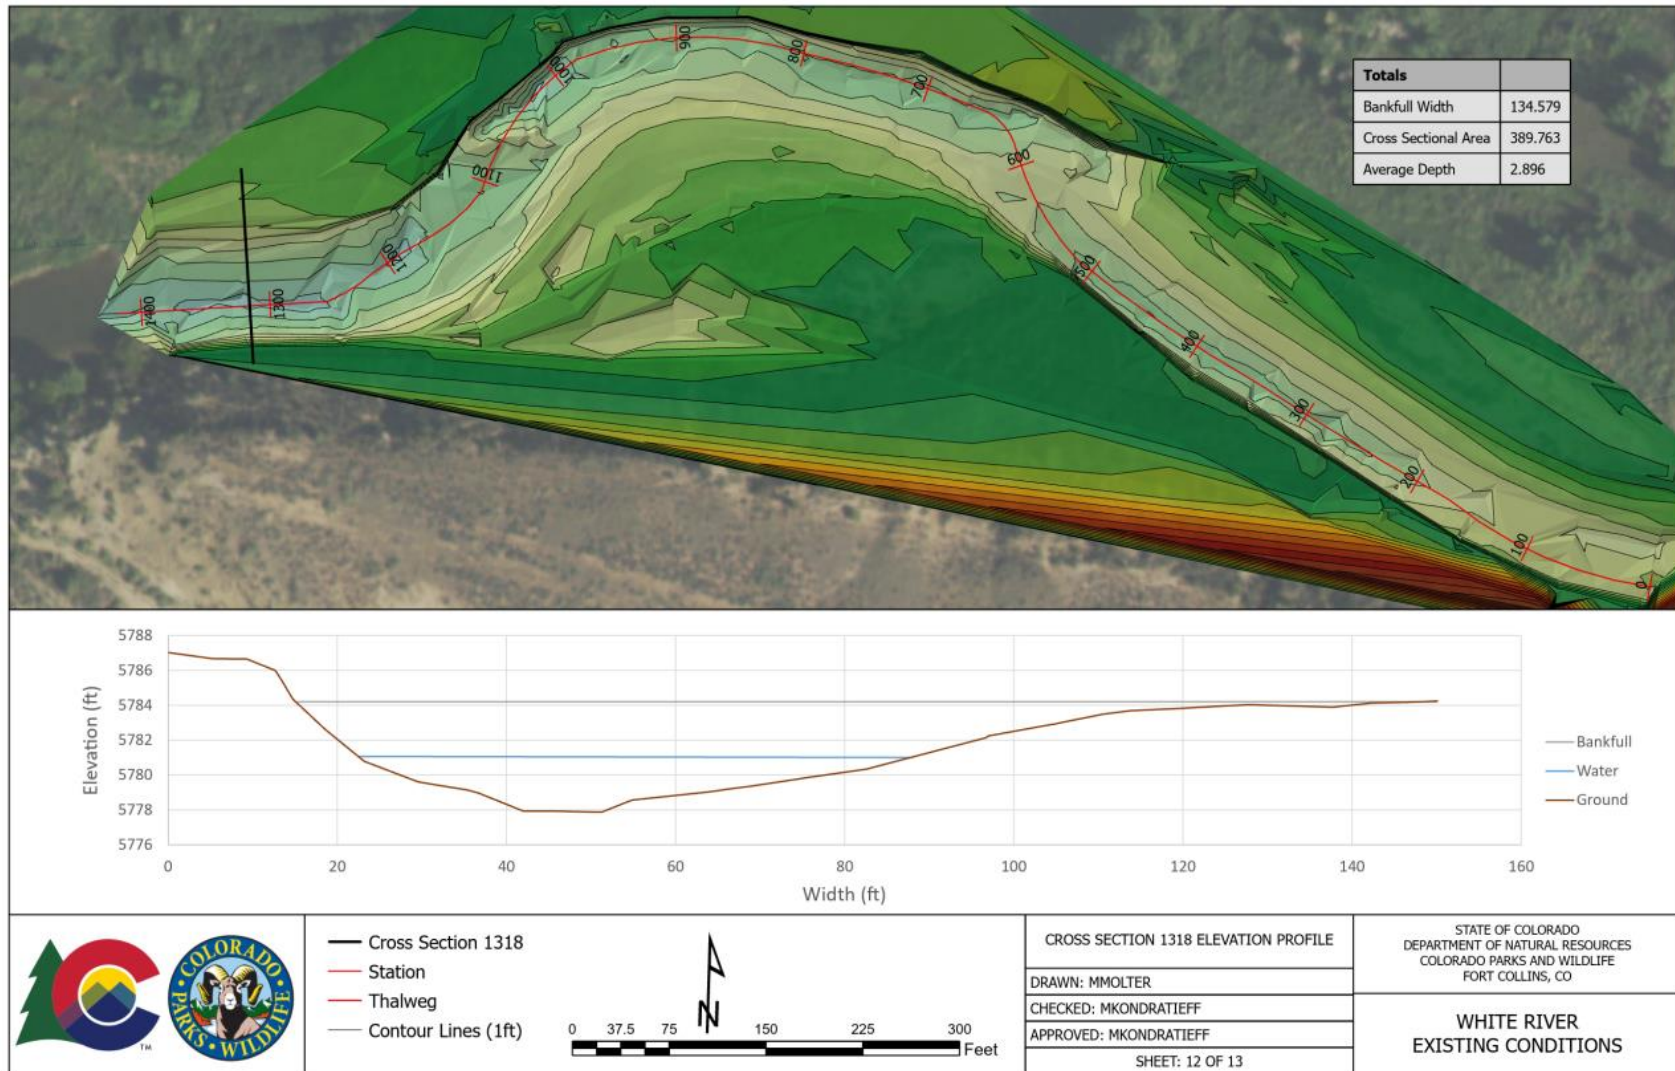 900
800
1000
700
600
1100
500
1200
1300
1400
400
300
200
100
0
Totals
Bankfull Width 134.579
Cross Sectional Area 389.763
Average Depth 2.896
5788
5786
5784
5782
5780
5778
5776
Elevation (ft)
0 20 40 60 80 100 120 140 160
Width (ft)
Bankfull
Water
Ground
TM
COLORADO
PARKS • WILDLIFE
Cross Section 1318
Station
Thalweg
Contour Lines (1ft)
N
0 37.5 75 150 225 300
Feet
CROSS SECTION 1318 ELEVATION PROFILE
DRAWN: MMOLTER
CHECKED: MKONDRATIEFF
APPROVED: MKONDRATIEFF
SHEET: 12 OF 13
STATE OF COLORADO
DEPARTMENT OF NATURAL RESOURCES
COLORADO PARKS AND WILDLIFE
FORT COLLINS, CO
WHITE RIVER
EXISTING CONDITIONS